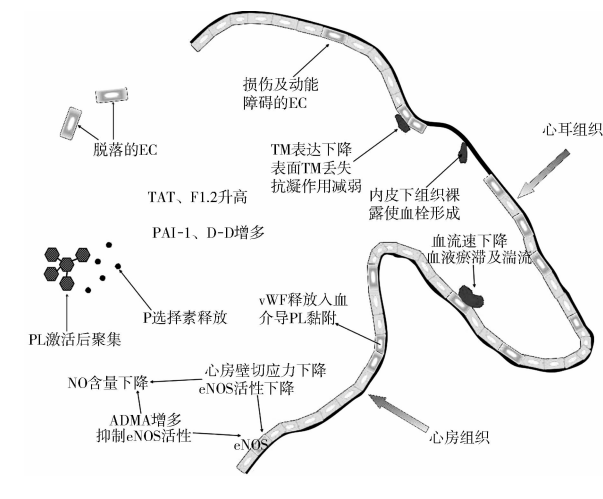 损伤及动能
障碍的EC
脱落的EC
心耳组织
TM表达下降
表面TM丢失
抗凝作用减弱
内皮下组织裸
露使血栓形成
TAT、F1.2升高
PAI-1、D-D增多
血流速下降
血液瘀滞及湍流
vWF释放入血
介导PL黏附
P选择素释放
PL激活后聚集
心房壁切应力下降
eNOS活性下降
NO含量下降
ADMA增多
抑制eNOS活性
eNOS
心房组织